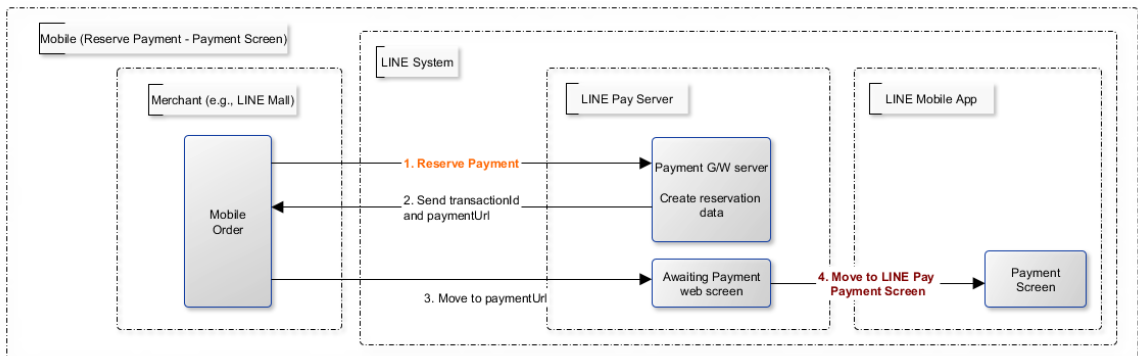 Mobile (Reserve Payment - Payment Screen)
LINE System
Merchant (e.g., LINE Mall)
LINE Pay Server
LINE Mobile App
1. Reserve Payment
Payment G/W server
Create reservation
data
2. Send transactionId
and paymentUrl
Mobile
Order
3. Move to paymentUrl
Awaiting Payment
web screen
4. Move to LINE Pay
Payment Screen
Payment
Screen